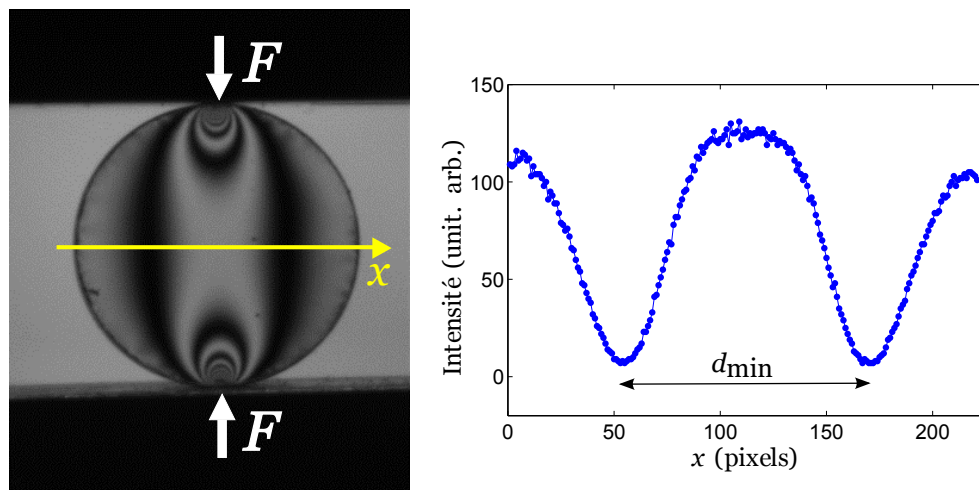 F
x
F
Intensité (unit. arb.)
150
100
50
0
d_min
0 50 100 150 200
x (pixels)